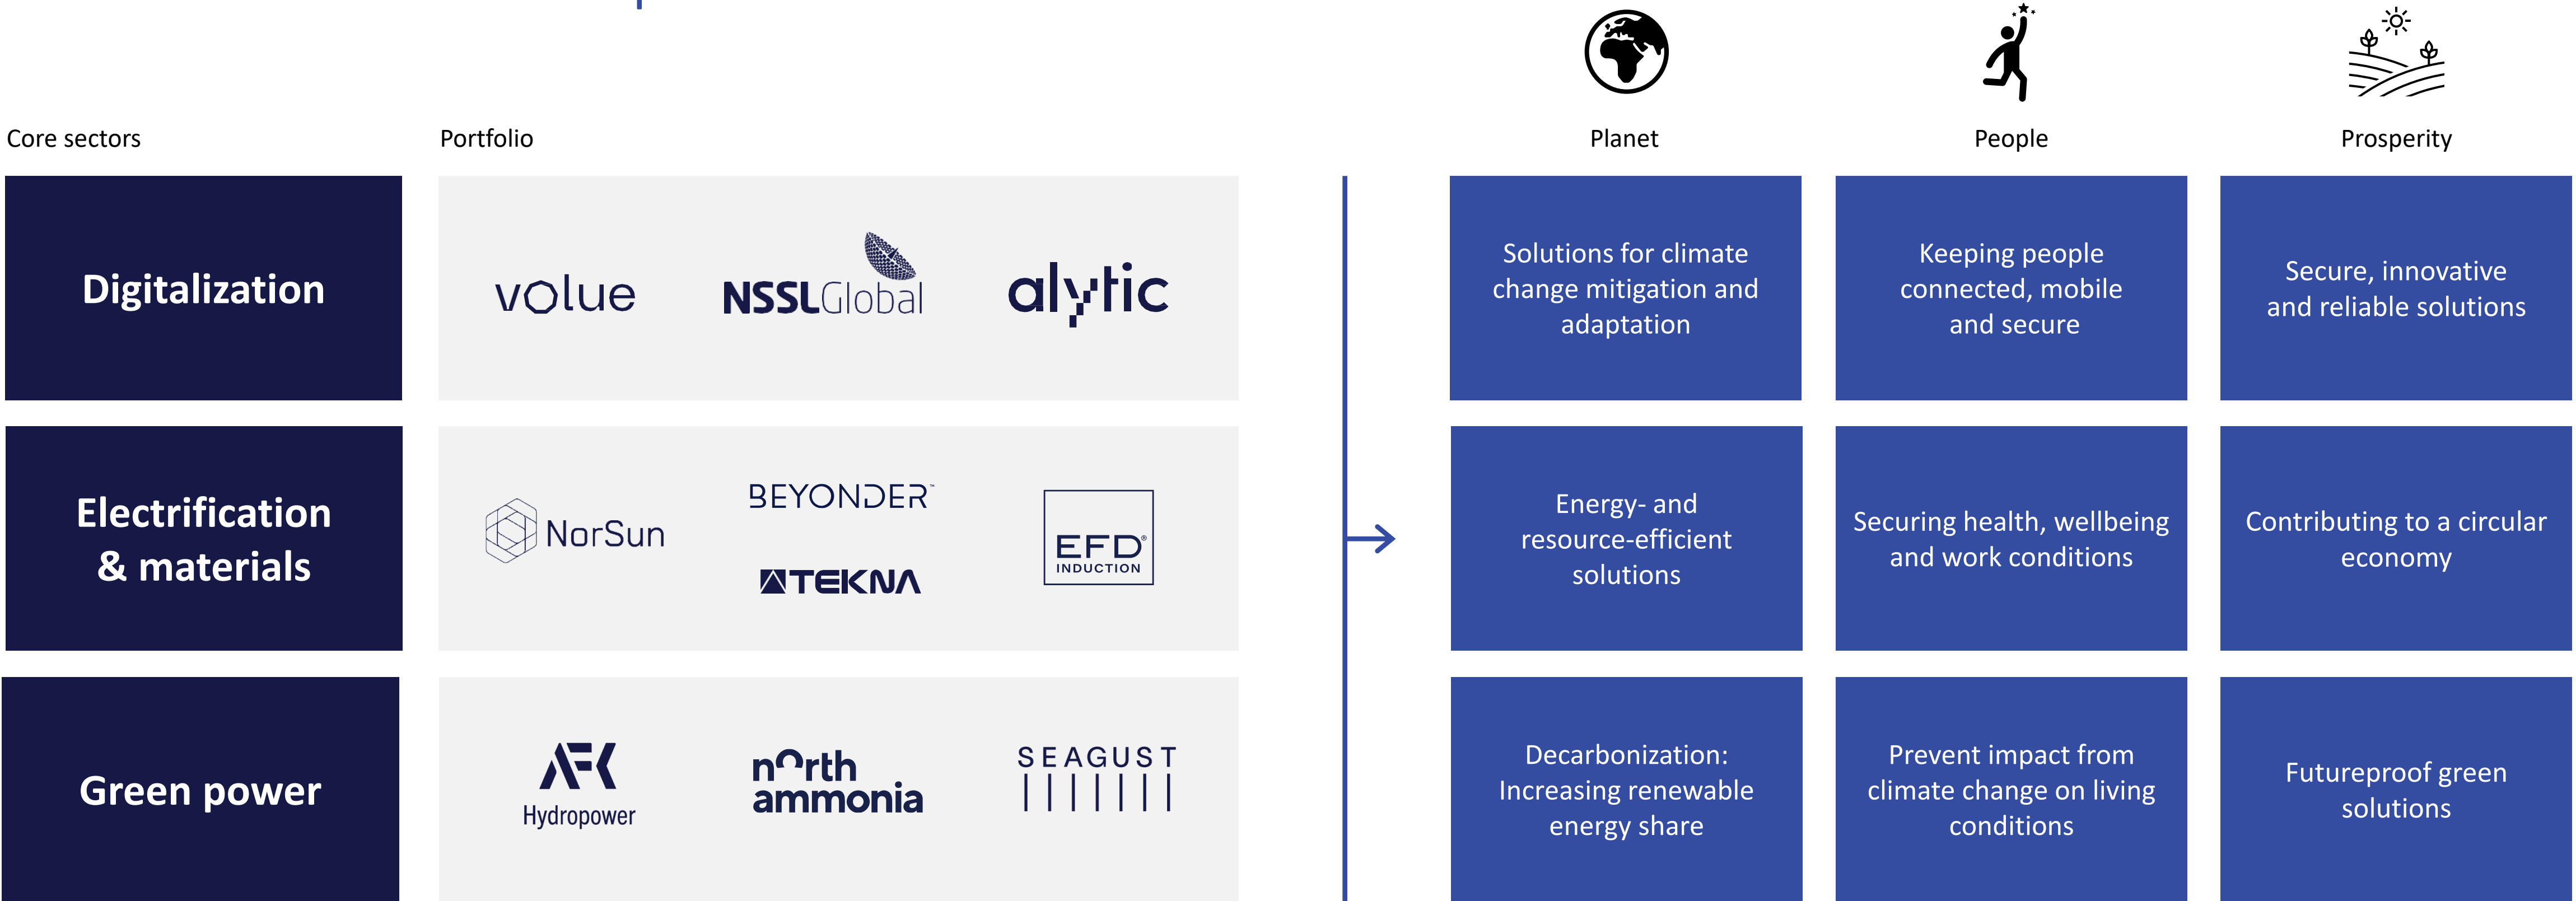 Planet
People
Prosperity
Core sectors
Portfolio
Digitalization
volue
NSSLGlobal
alytic
Solutions for climate
change mitigation and
adaptation
Keeping people
connected, mobile
and secure
Secure, innovative
and reliable solutions
Electrification
& materials
NorSun
BEYONDER™
TEKNA
EFD®
INDUCTION
Energy- and
resource-efficient
solutions
Securing health, wellbeing
and work conditions
Contributing to a circular
economy
Green power
AFK
Hydropower
north
ammonia
SEAGUST
Decarbonization:
Increasing renewable
energy share
Prevent impact from
climate change on living
conditions
Futureproof green
solutions